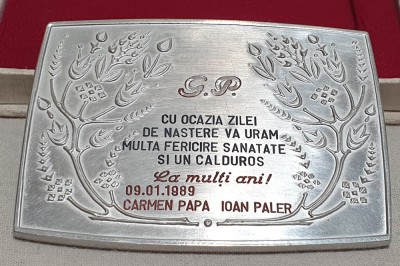 G.P.
CU OCAZIA ZILEI
DE NASTERE VA URAM
MULTA FERICIRE SANATATE
SI UN CALDUROS
La mulți ani!
09.01.1989
CARMEN PAPA IOAN PALER